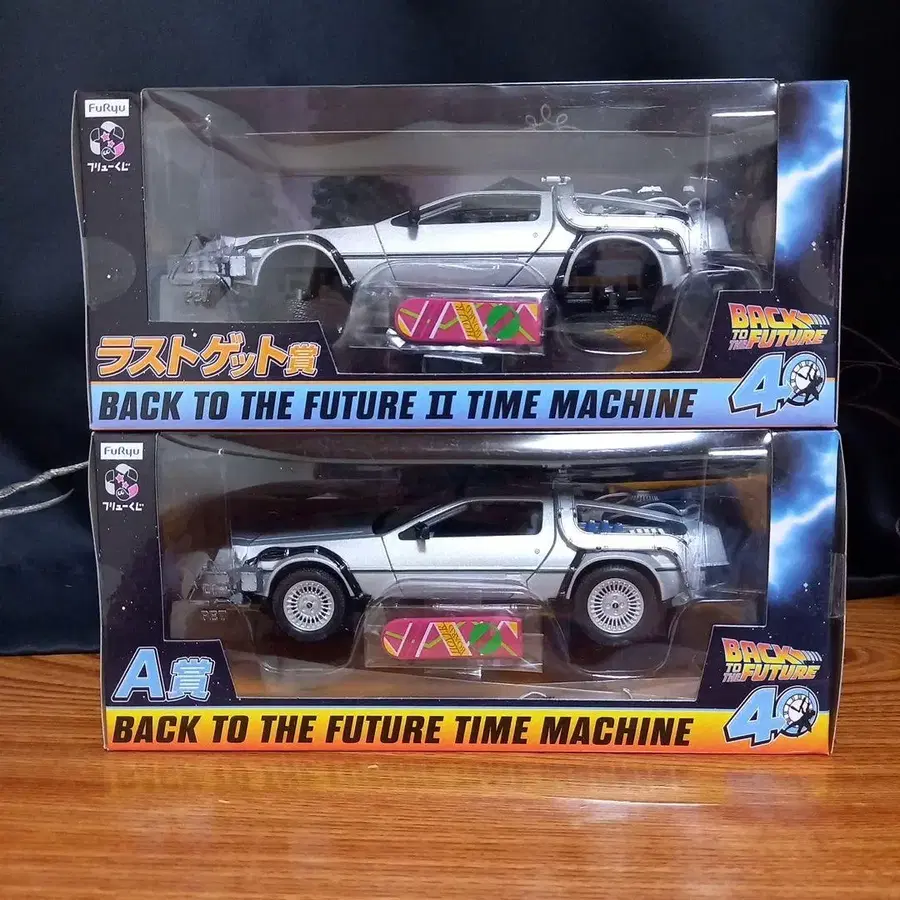 FuRyu
フリューくじ
BACK
TO
THE FUTURE
ラストゲット賞
40
BACK TO THE FUTURE II TIME MACHINE
FuRyu
フリューくじ
PET
BACK
TO
THE FUTURE
A賞
40
BACK TO THE FUTURE TIME MACHINE